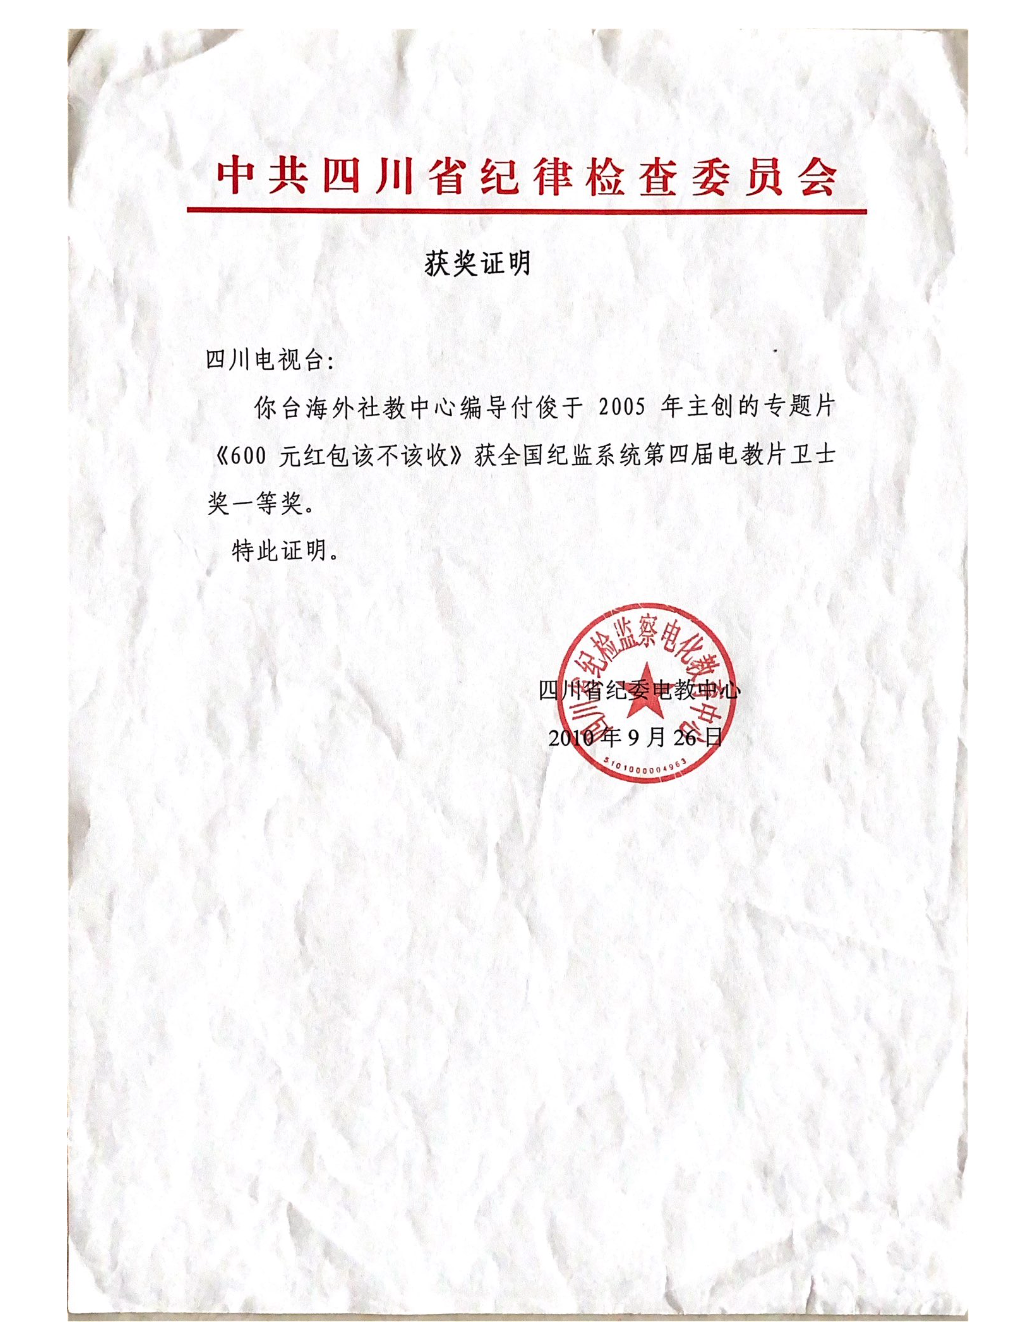 中共四川省纪律检查委员会
获奖证明
四川电视台：
你台海外社教中心编导付俊于 2005 年主创的专题片
《600 元红包该不该收》获全国纪监系统第四届电教片卫士
奖一等奖。
特此证明。
四川省纪检监察电化教育中心
四川省纪委电教中心
2010 年 9 月 26 日
5101000004963